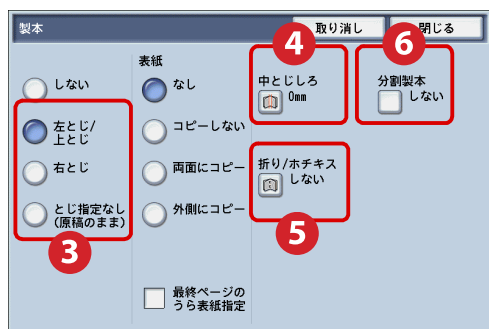 製本
取り消し
閉じる
4
6
しない
左とじ/
上とじ
右とじ
とじ指定なし
(原稿のまま)
3
表紙
なし
コピーしない
両面にコピー
外側にコピー
最終ページの
うら表紙指定
中とじしろ
0mm
折り/ホチキス
しない
5
分割製本
しない